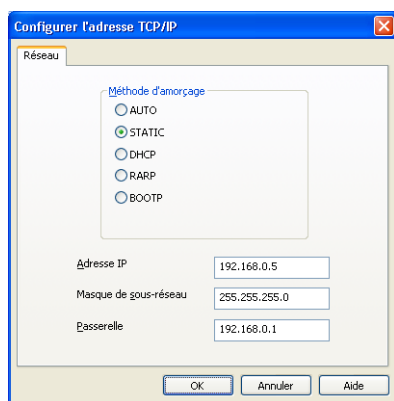 Configurer l'adresse TCP/IP
Réseau
Méthode d'amorçage
AUTO
STATIC
DHCP
RARP
BOOTP
Adresse IP 192.168.0.5
Masque de sous-réseau 255.255.255.0
Passerelle 192.168.0.1
OK Annuler Aide